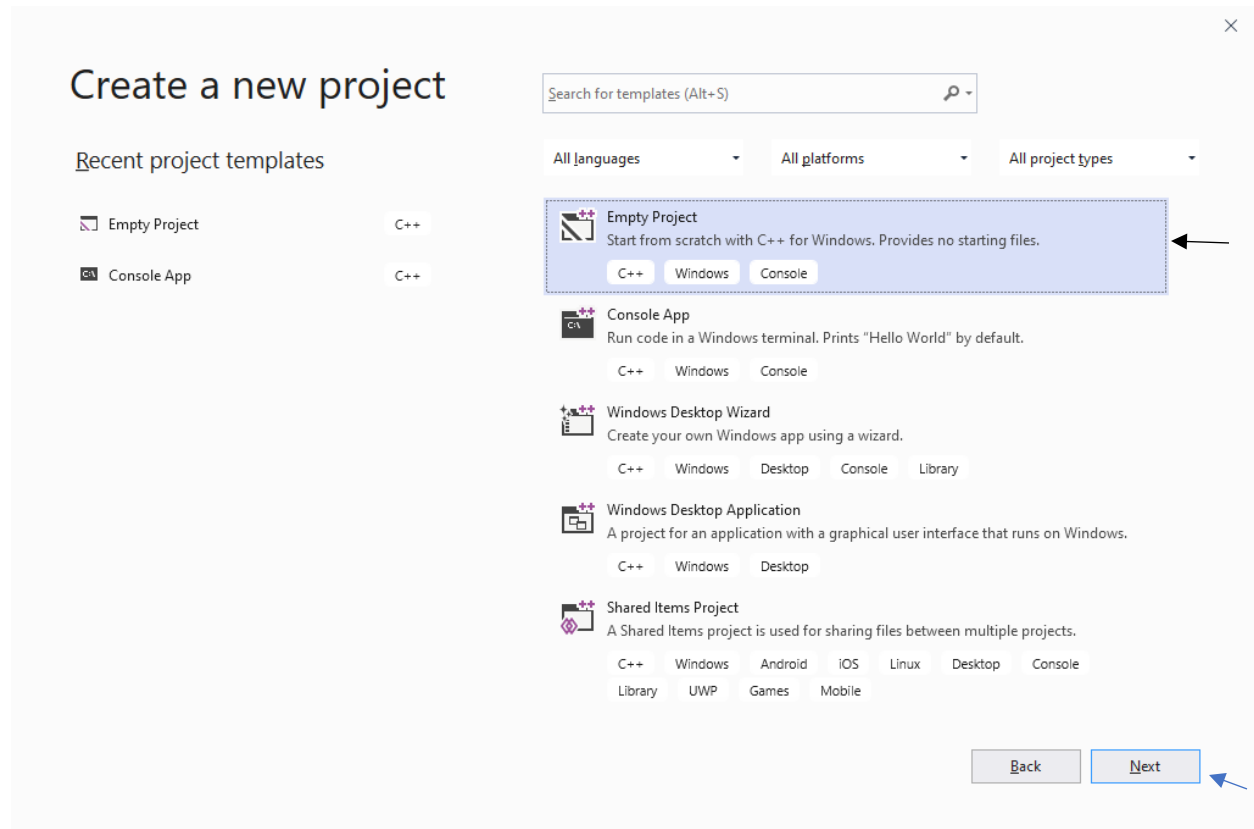 Create a new project
Search for templates (Alt+S)
Recent project templates
All languages
All platforms
All project types
Empty Project C++
Console App C++
Empty Project
Start from scratch with C++ for Windows. Provides no starting files.
C++ Windows Console
Console App
Run code in a Windows terminal. Prints "Hello World" by default.
C++ Windows Console
Windows Desktop Wizard
Create your own Windows app using a wizard.
C++ Windows Desktop Console Library
Windows Desktop Application
A project for an application with a graphical user interface that runs on Windows.
C++ Windows Desktop
Shared Items Project
A Shared Items project is used for sharing files between multiple projects.
C++ Windows Android iOS Linux Desktop Console
Library UWP Games Mobile
Back Next